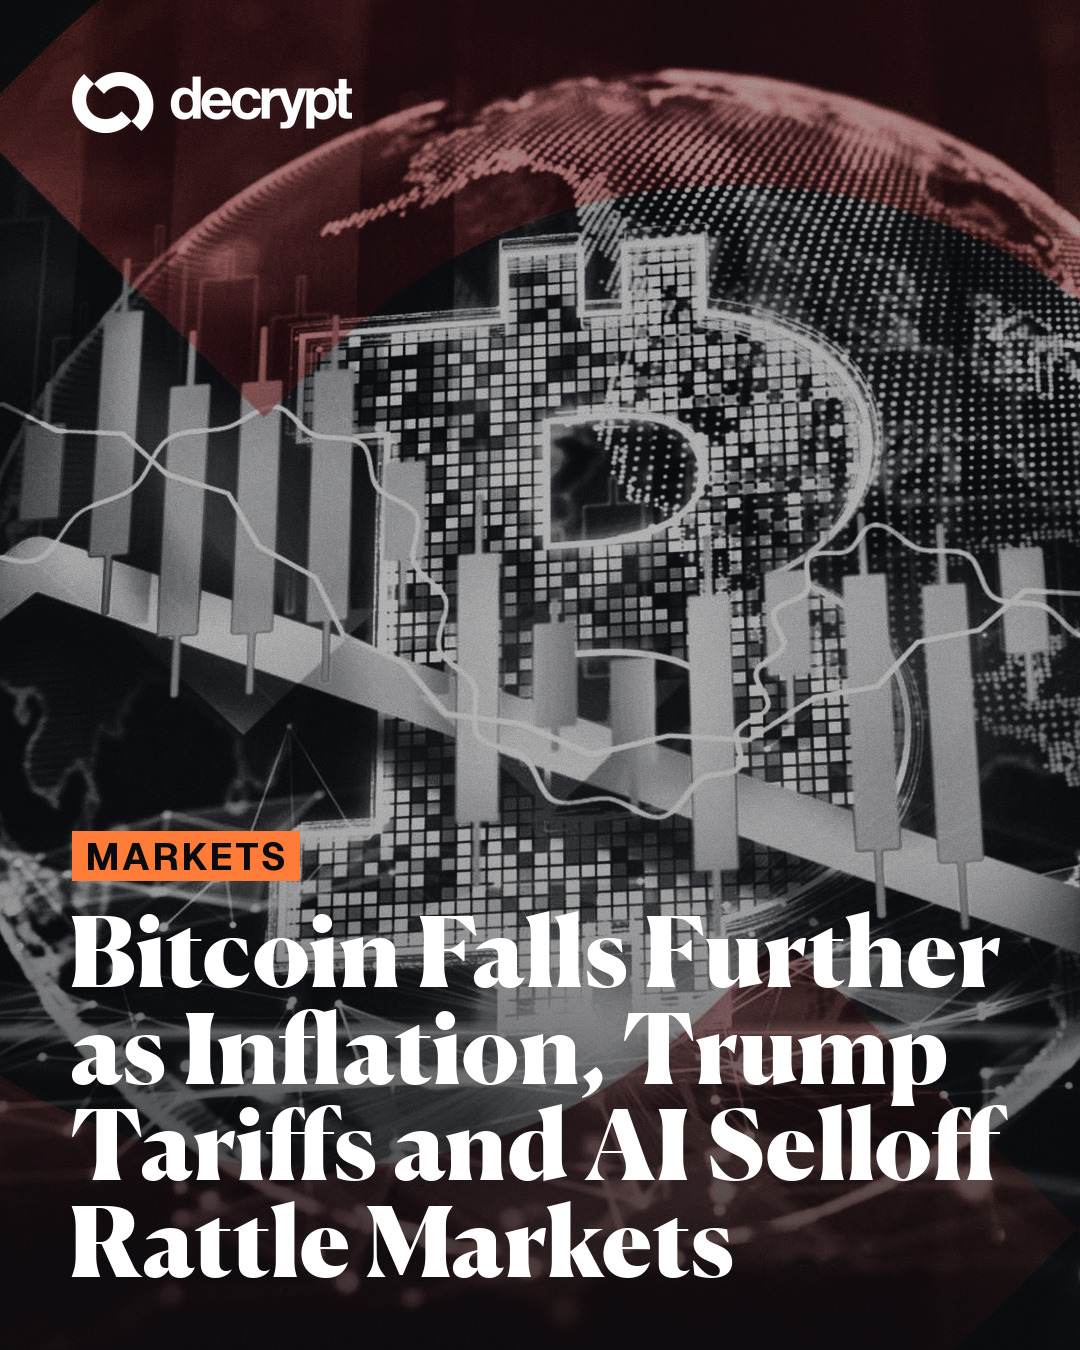 decrypt
MARKETS
Bitcoin Falls Further
as Inflation, Trump
Tariffs and AI Selloff
Rattle Markets